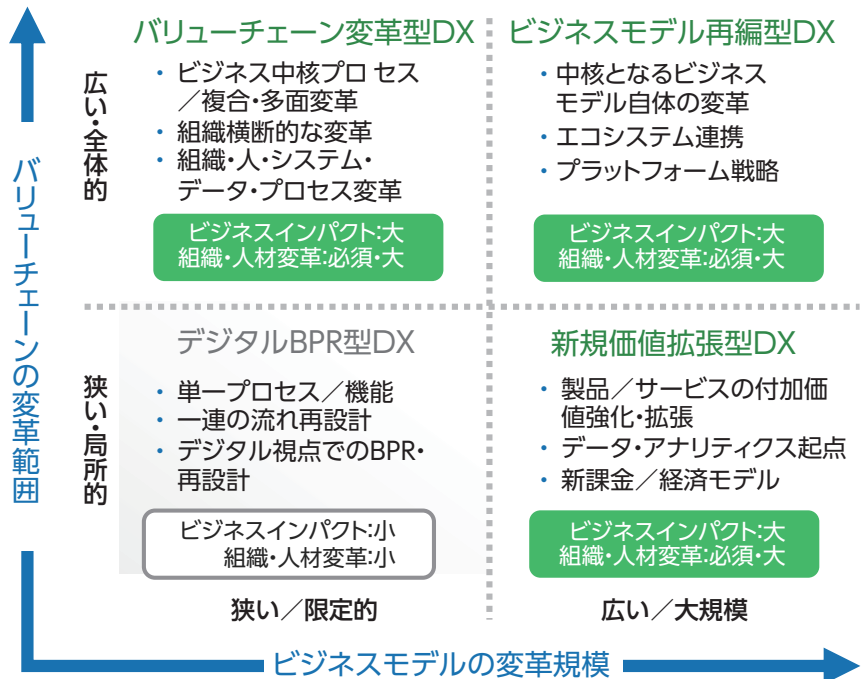 バリューチェーンの変革範囲
広い・全体的
バリューチェーン変革型DX
・ビジネス中核プロ セス
／複合・多面変革
・組織横断的な変革
・組織・人・システム・
データ・プロセス変革
ビジネスインパクト:大
組織・人材変革:必須・大
ビジネスモデル再編型DX
・中核となるビジネス
モデル自体の変革
・エコシステム連携
・プラットフォーム戦略
ビジネスインパクト:大
組織・人材変革:必須・大
狭い・局所的
デジタルBPR型DX
・単一プロセス／機能
・一連の流れ再設計
・デジタル視点でのBPR・
再設計
ビジネスインパクト:小
組織・人材変革:小
新規価値拡張型DX
・製品／サービスの付加価
値強化・拡張
・データ・アナリティクス起点
・新課金／経済モデル
ビジネスインパクト:大
組織・人材変革:必須・大
狭い／限定的
広い／大規模
ビジネスモデルの変革規模